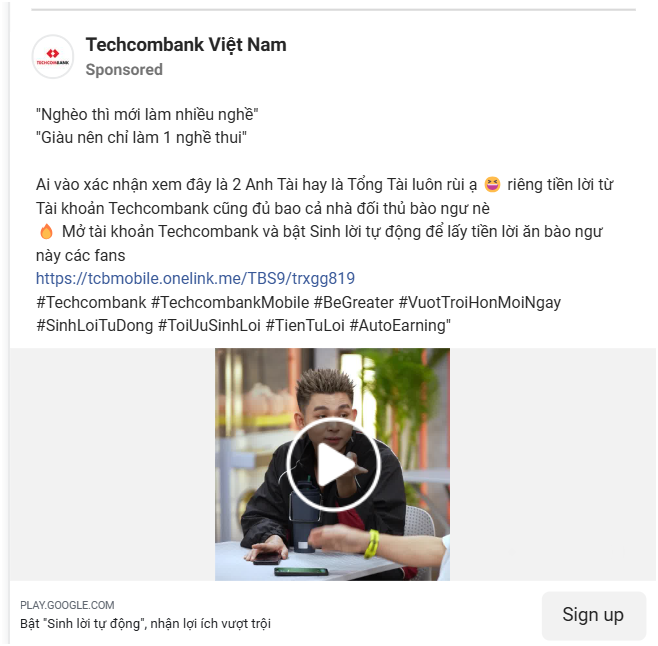 Techcombank Việt Nam
TECHCOMBANK
Sponsored
"Nghèo thì mới làm nhiều nghề"
"Giàu nên chỉ làm 1 nghề thui"
Ai vào xác nhận xem đây là 2 Anh Tài hay là Tổng Tài luôn rùi ạ 😆 riêng tiền lời từ
Tài khoản Techcombank cũng đủ bao cả nhà đối thủ bào ngư nè
🔥 Mở tài khoản Techcombank và bật Sinh lời tự động để lấy tiền lời ăn bào ngư
này các fans
https://tcbmobile.onelink.me/TBS9/trxgg819
#Techcombank #TechcombankMobile #BeGreater #VuotTroiHonMoiNgay
#SinhLoiTuDong #ToiUuSinhLoi #TienTuLoi #AutoEarning"
PLAY.GOOGLE.COM
Bật "Sinh lời tự động", nhận lợi ích vượt trội
Sign up